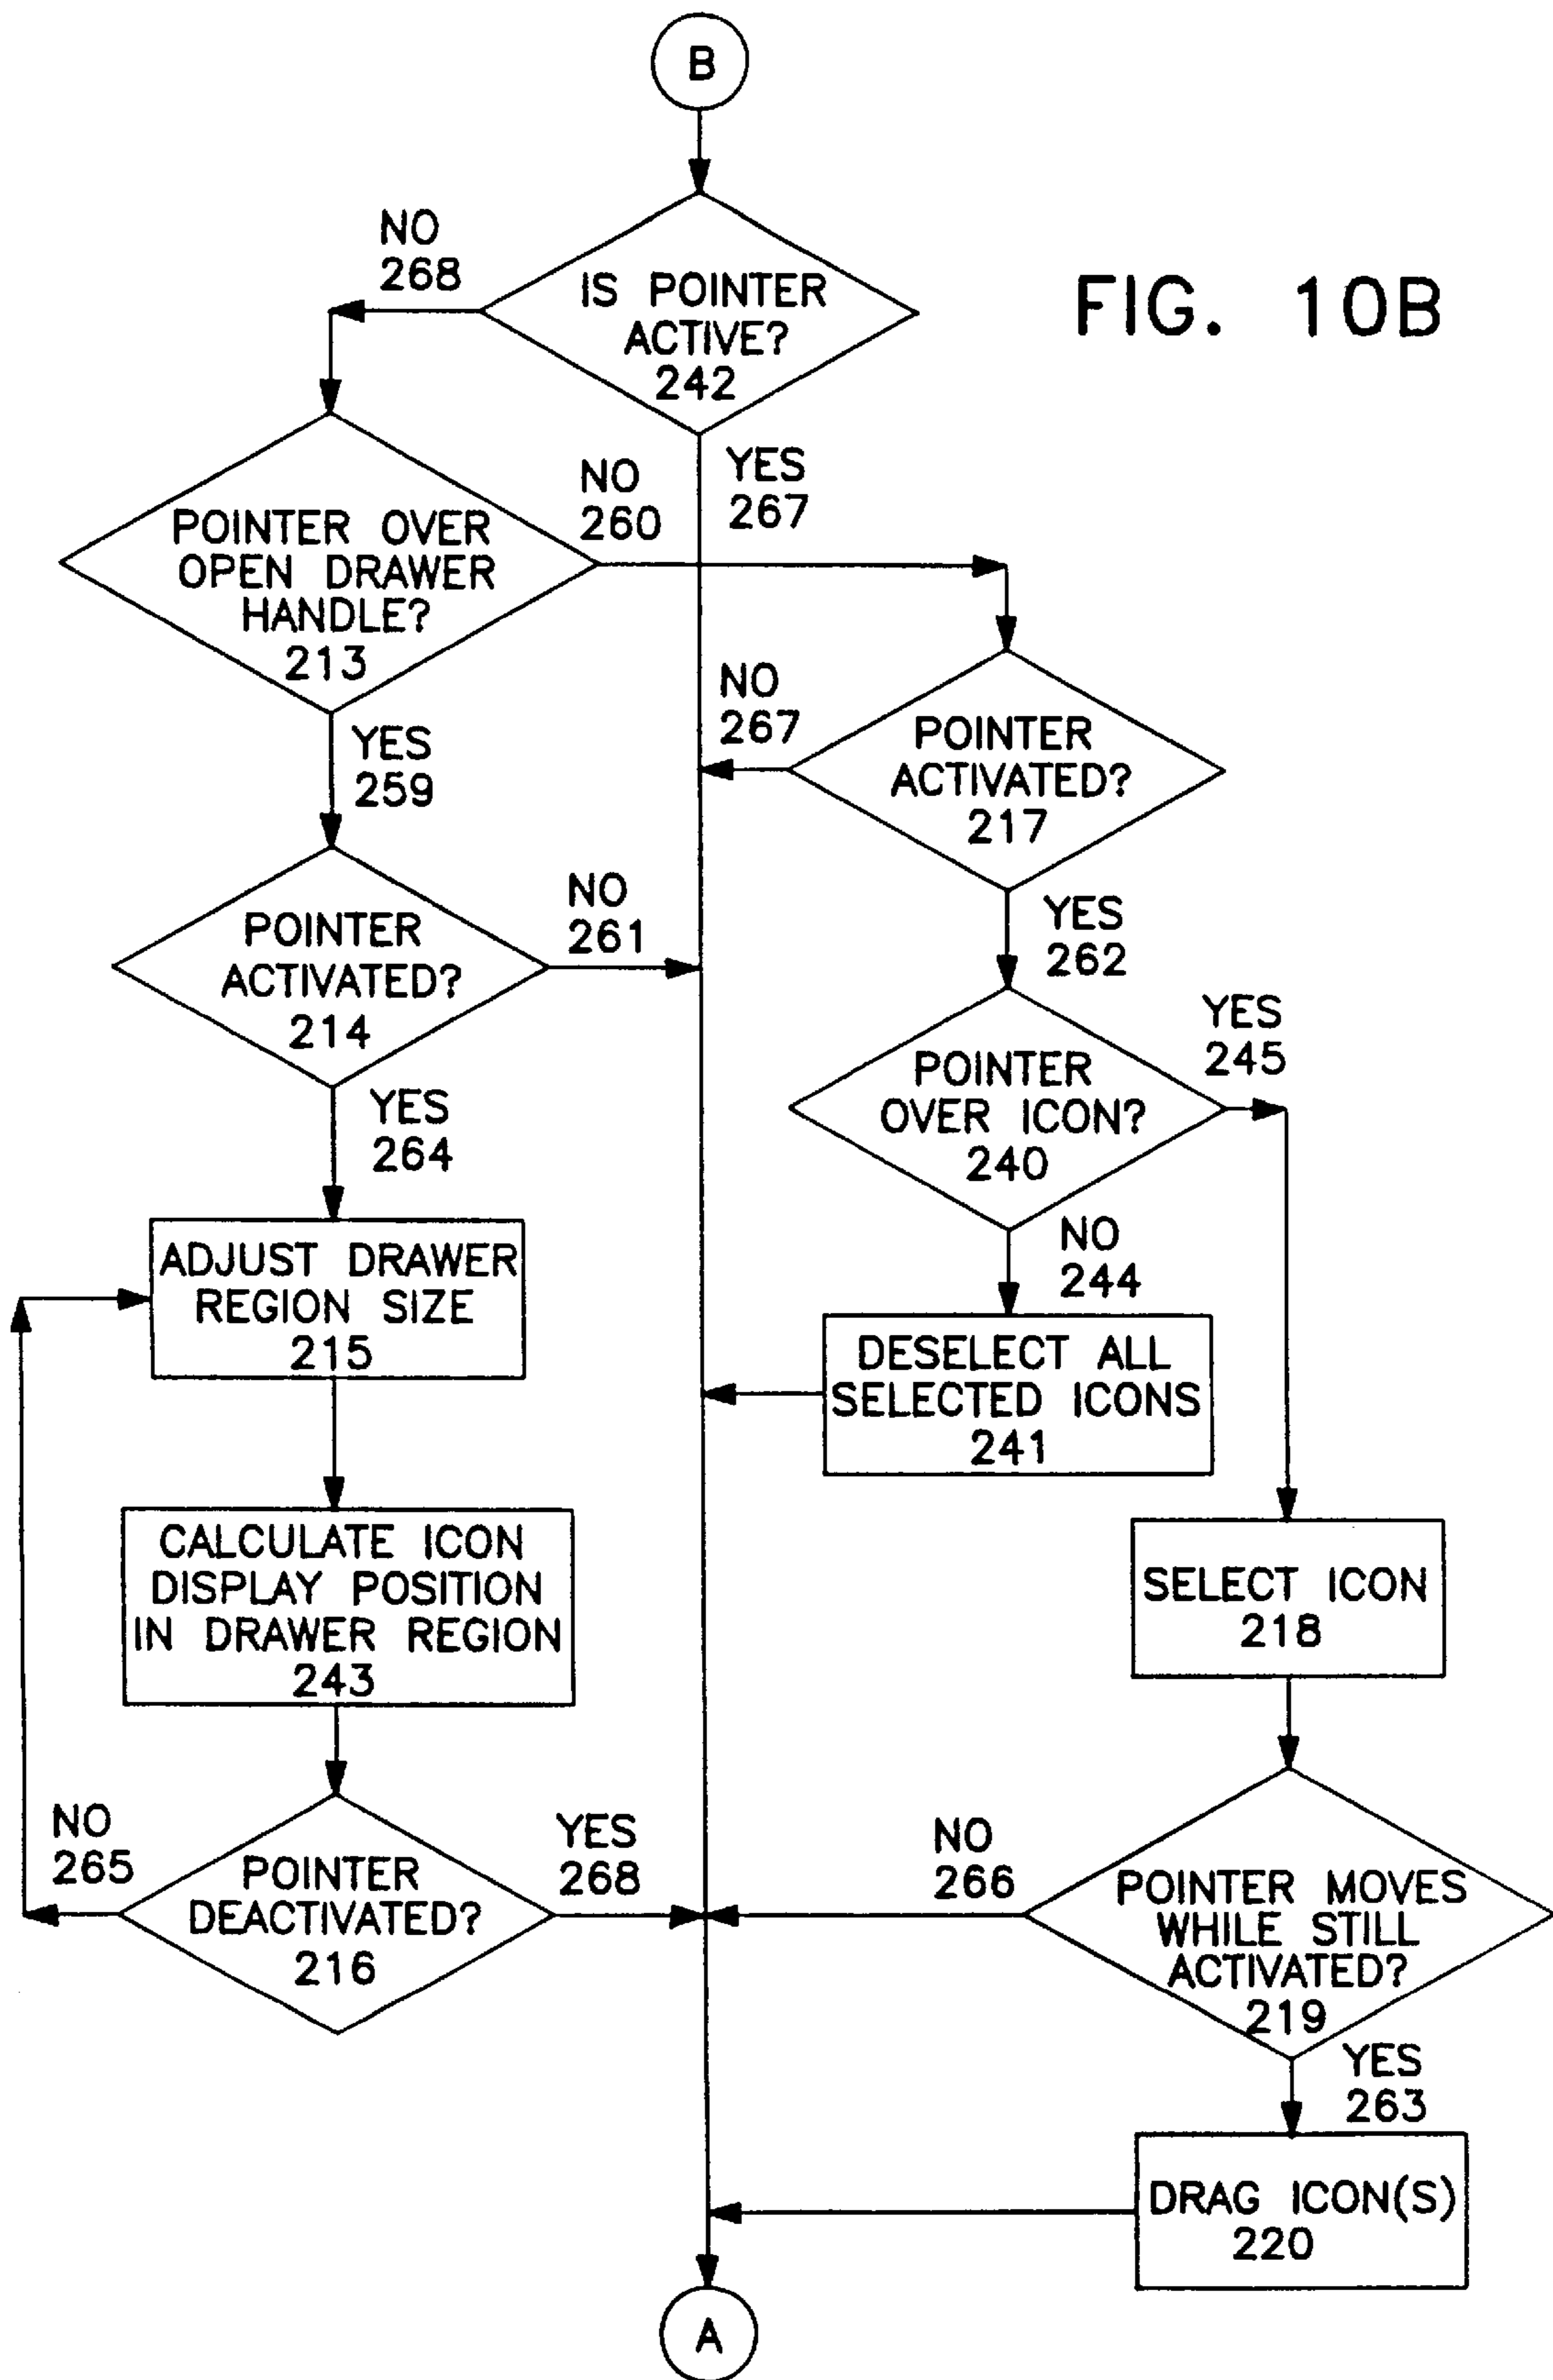 B
FIG. 10B
NO
268
IS POINTER
ACTIVE?
242
YES
267
NO
260
POINTER OVER
OPEN DRAWER
HANDLE?
213
NO
267
POINTER
ACTIVATED?
217
YES
259
NO
261
POINTER
ACTIVATED?
214
YES
262
YES
245
POINTER
OVER ICON?
240
YES
264
NO
244
ADJUST DRAWER
REGION SIZE
215
DESELECT ALL
SELECTED ICONS
241
CALCULATE ICON
DISPLAY POSITION
IN DRAWER REGION
243
SELECT ICON
218
NO
265
POINTER
DEACTIVATED?
216
YES
268
NO
266
POINTER MOVES
WHILE STILL
ACTIVATED?
219
YES
263
DRAG ICON(S)
220
A